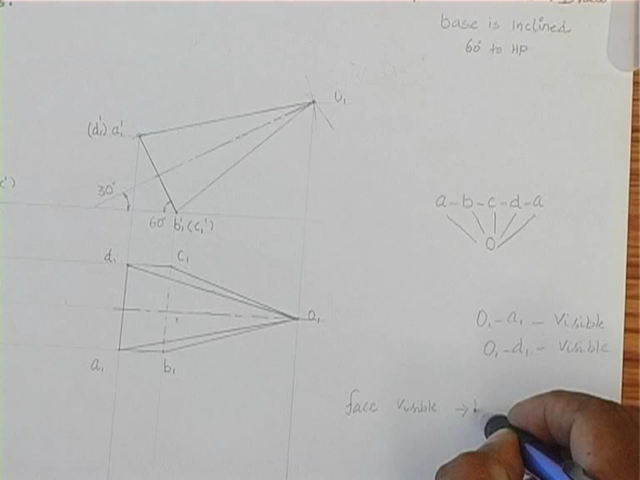 base is inclined
60° to HP
O₁
(d₁') a₁'
c')
30°
60° b₁' (c₁')
a-b-c-d-a
O
d₁ c₁
O₁
a₁ b₁
O₁-a₁ - Visible
O₁-d₁ - Visible
face Visible →